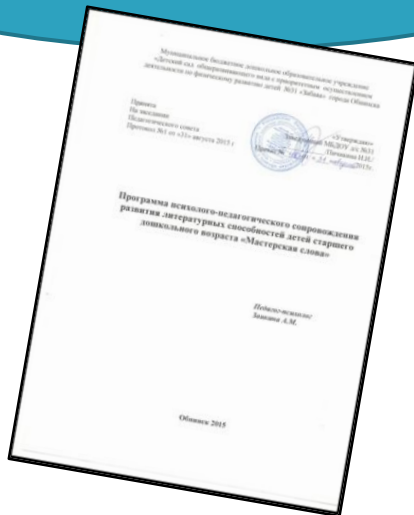 Муниципальное бюджетное дошкольное образовательное учреждение
«Детский сад общеразвивающего вида с приоритетным осуществлением
деятельности по физическому развитию детей №31 «Забава» города Обнинска
Принята
На заседании
Педагогического совета
Протокол №1 от «31» августа 2015 г
«Утверждаю»
Заведующий МБДОУ д/с №31
Приказ №
2015г.
Программа психолого-педагогического сопровождения
развития литературных способностей детей старшего
дошкольного возраста «Мастерская слова»
Педагог-психолог
А.М.
Обнинск 2015